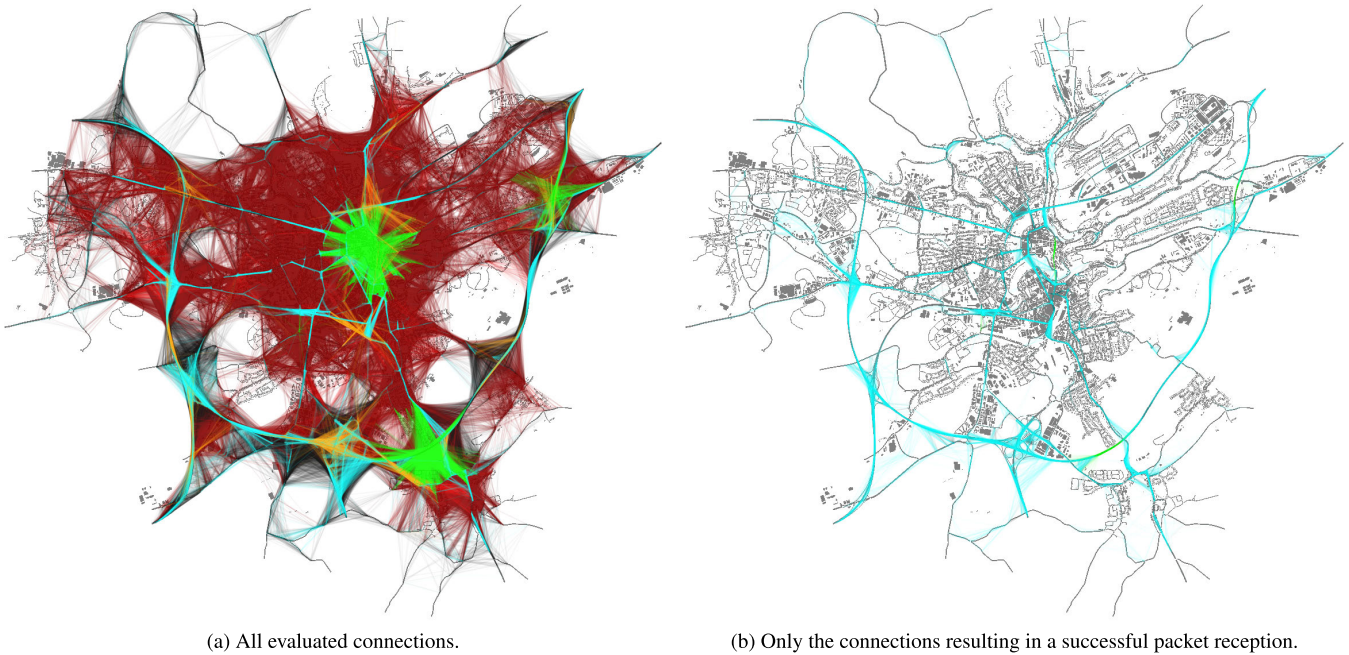 (a) All evaluated connections.
(b) Only the connections resulting in a successful packet reception.